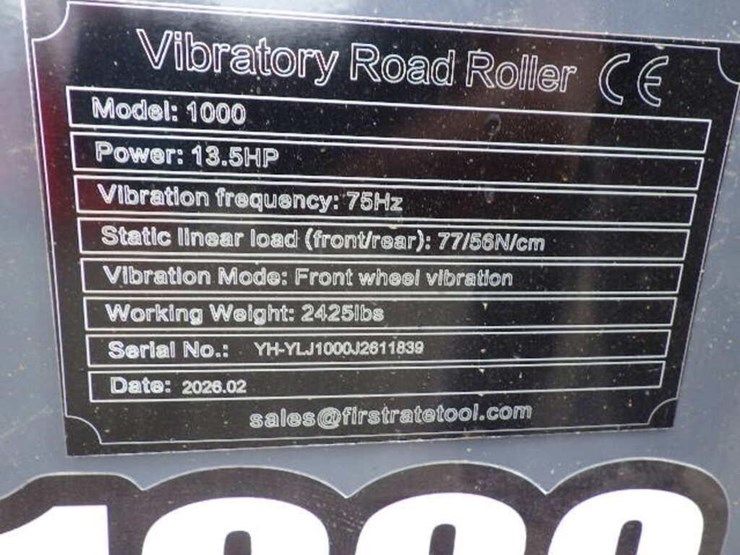 Vibratory Road Roller CE
Model: 1000
Power: 13.5HP
Vibration frequency: 75Hz
Static linear load (front/rear): 77/56N/cm
Vibration Mode: Front wheel vibration
Working Weight: 2425lbs
Serial No.: YH-YLJ1000J2611839
Date: 2026.02
sales@firstratetool.com
1000